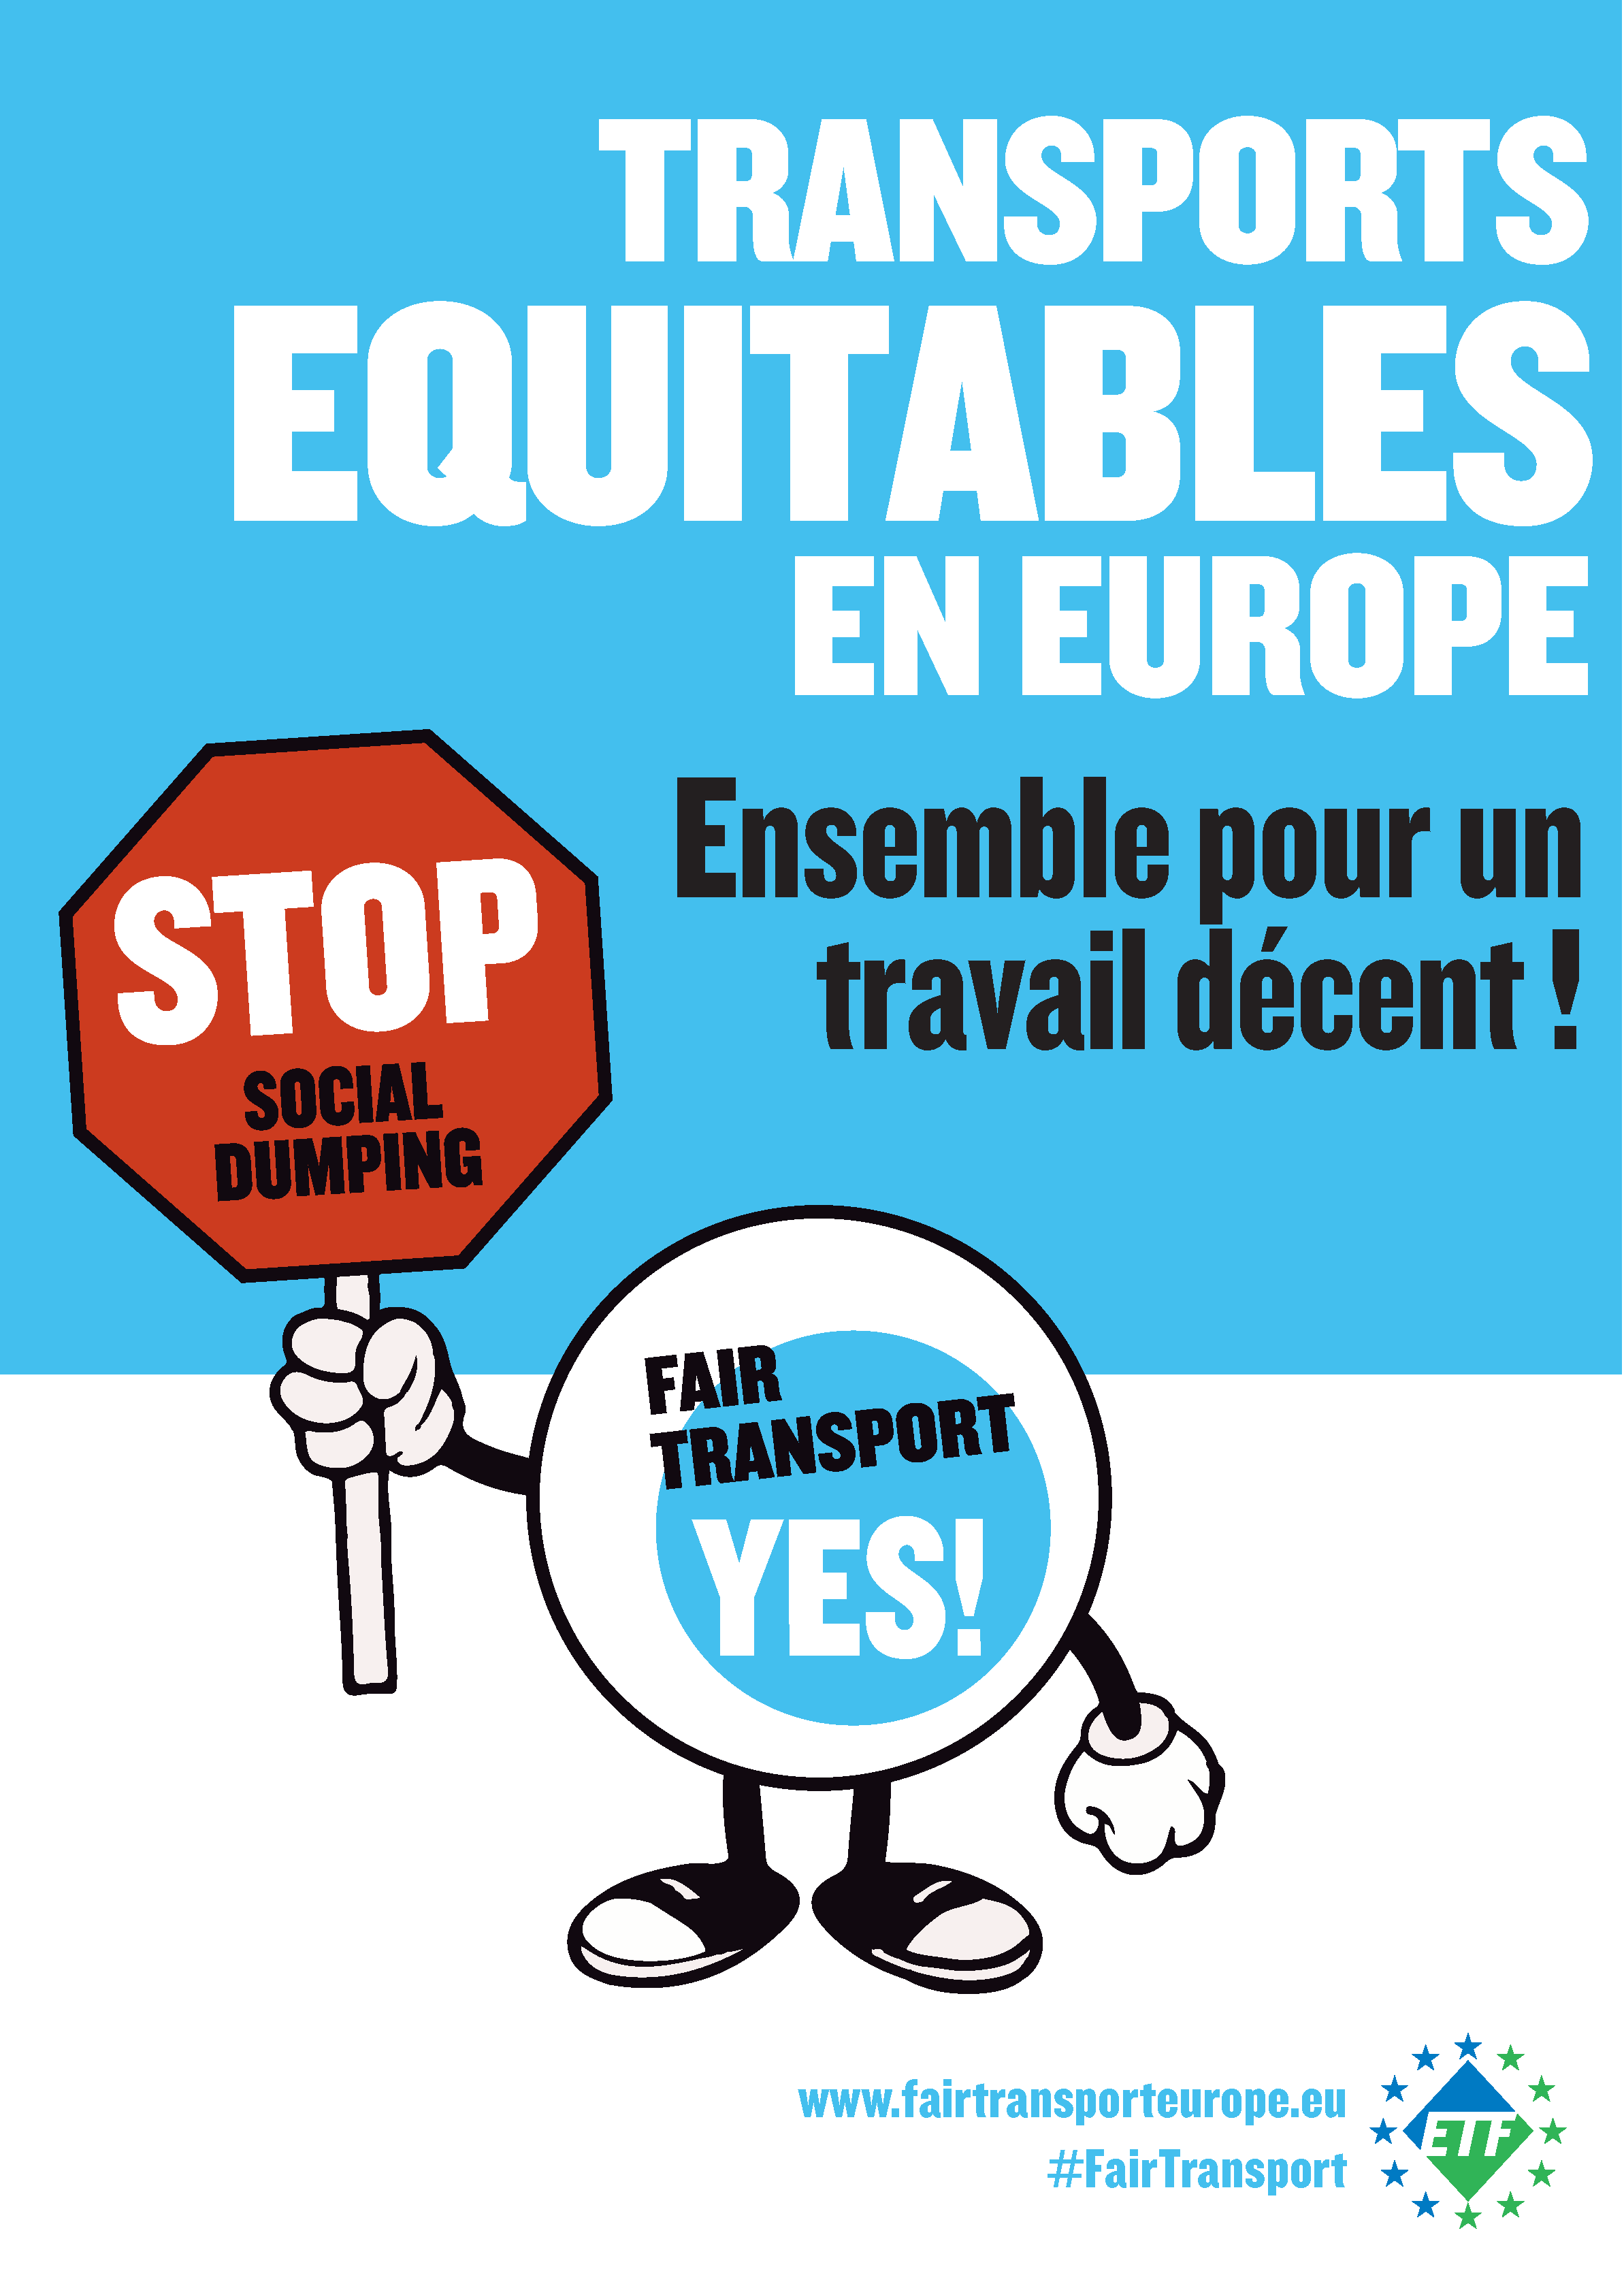 TRANSPORTS
EQUITABLES
EN EUROPE
Ensemble pour un
travail décent !
STOP
SOCIAL
DUMPING
FAIR
TRANSPORT
YES!
www.fairtransporteurope.eu
#FairTransport
ETF